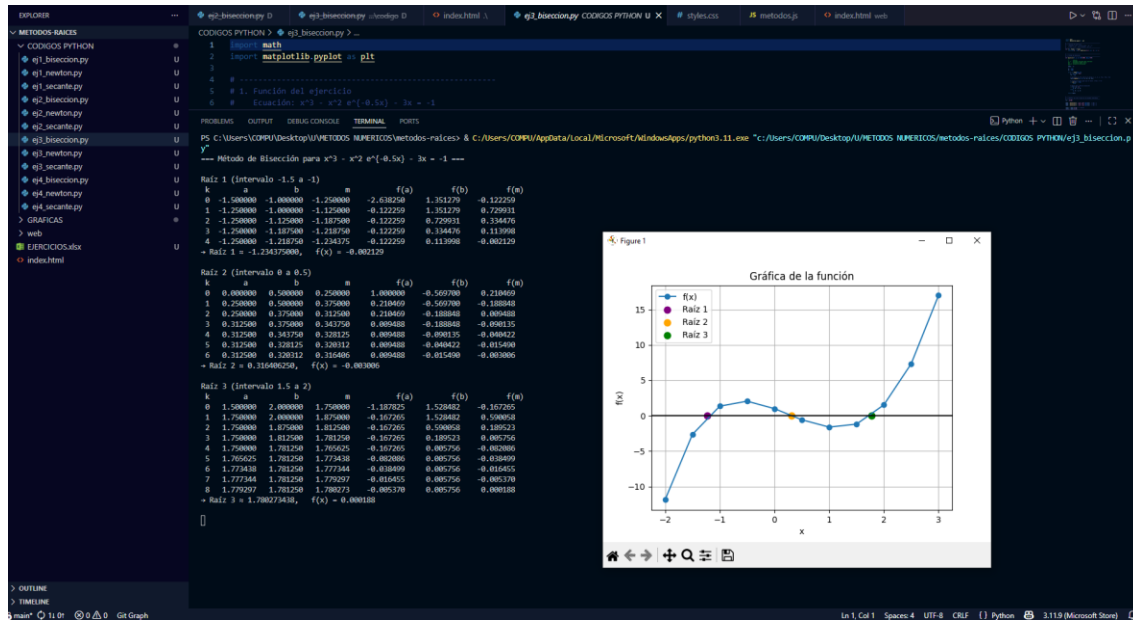 EXPLORER
METODOS-RAICES
CODIGOS PYTHON
ej1_biseccion.py U
ej1_newton.py U
ej1_secante.py U
ej2_biseccion.py U
ej2_newton.py U
ej2_secante.py U
ej3_biseccion.py U
ej3_newton.py U
ej3_secante.py U
ej4_biseccion.py U
ej4_newton.py U
ej4_secante.py U
GRAFICAS
web
EJERCICIOS.xlsx U
index.html
OUTLINE
TIMELINE
ej2_biseccion.py D
ej3_biseccion.py D
index.html .\
ej3_biseccion.py CODIGOS PYTHON U
styles.css
metodos.js
index.html web
CODIGOS PYTHON > ej3_biseccion.py > ...
1 import math
2 import matplotlib.pyplot as plt
3
4 # ----------------------------------------------------
5 # 1. Función del ejercicio
6 # Ecuación: x^3 - x^2 e^{-0.5x} - 3x = -1
PROBLEMS OUTPUT DEBUG CONSOLE TERMINAL PORTS
Python
PS C:\Users\COMPU\Desktop\U\METODOS NUMERICOS\metodos-raices> & C:/Users/COMPU/AppData/Local/Microsoft/WindowsApps/python3.11.exe "c:/Users/COMPU/Desktop/U/METODOS NUMERICOS/metodos-raices/CODIGOS PYTHON/ej3_biseccion.p
y"
=== Método de Bisección para x^3 - x^2 e^{-0.5x} - 3x = -1 ===
Raíz 1 (intervalo -1.5 a -1)
k a b m f(a) f(b) f(m)
0 -1.500000 -1.000000 -1.250000 -2.638250 1.351279 -0.122259
1 -1.250000 -1.000000 -1.125000 -0.122259 1.351279 0.729931
2 -1.250000 -1.125000 -1.187500 -0.122259 0.729931 0.334476
3 -1.250000 -1.187500 -1.218750 -0.122259 0.334476 0.113998
4 -1.250000 -1.218750 -1.234375 -0.122259 0.113998 -0.002129
→ Raíz 1 ≈ -1.234375000, f(x) ≈ -0.002129
Raíz 2 (intervalo 0 a 0.5)
k a b m f(a) f(b) f(m)
0 0.000000 0.500000 0.250000 1.000000 -0.569700 0.210469
1 0.250000 0.500000 0.375000 0.210469 -0.569700 -0.188848
2 0.250000 0.375000 0.312500 0.210469 -0.188848 0.009488
3 0.312500 0.375000 0.343750 0.009488 -0.188848 -0.090135
4 0.312500 0.343750 0.328125 0.009488 -0.090135 -0.040422
5 0.312500 0.328125 0.320312 0.009488 -0.040422 -0.015490
6 0.312500 0.320312 0.316406 0.009488 -0.015490 -0.003006
→ Raíz 2 ≈ 0.316406250, f(x) ≈ -0.003006
Raíz 3 (intervalo 1.5 a 2)
k a b m f(a) f(b) f(m)
0 1.500000 2.000000 1.750000 -1.187825 1.528482 -0.167265
1 1.750000 2.000000 1.875000 -0.167265 1.528482 0.590058
2 1.750000 1.875000 1.812500 -0.167265 0.590058 0.189523
3 1.750000 1.812500 1.781250 -0.167265 0.189523 0.005756
4 1.750000 1.781250 1.765625 -0.167265 0.005756 -0.082086
5 1.765625 1.781250 1.773438 -0.082086 0.005756 -0.038499
6 1.773438 1.781250 1.777344 -0.038499 0.005756 -0.016455
7 1.777344 1.781250 1.779297 -0.016455 0.005756 -0.005370
8 1.779297 1.781250 1.780273 -0.005370 0.005756 0.000188
→ Raíz 3 ≈ 1.780273438, f(x) ≈ 0.000188
Figure 1
Gráfica de la función
f(x)
Raíz 1
Raíz 2
Raíz 3
15
10
5
0
−5
−10
f(x)
−2 −1 0 1 2 3
x
main* 1↓ 0↑ 0 0 Git Graph
Ln 1, Col 1 Spaces: 4 UTF-8 CRLF {} Python 3.11.9 (Microsoft Store)